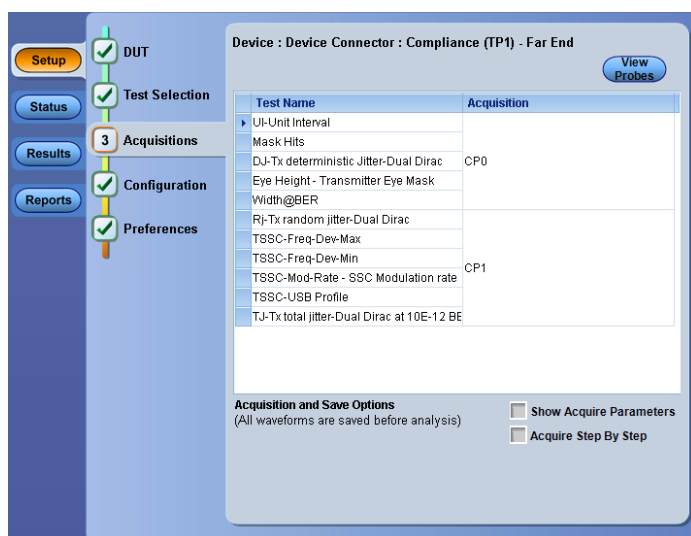 Setup
Status
Results
Reports
DUT
Test Selection
3 Acquisitions
Configuration
Preferences
Device : Device Connector : Compliance (TP1) - Far End
View
Probes
Test Name Acquisition
UI-Unit Interval
Mask Hits
DJ-Tx deterministic Jitter-Dual Dirac CP0
Eye Height - Transmitter Eye Mask
Width@BER
Rj-Tx random jitter-Dual Dirac
TSSC-Freq-Dev-Max
TSSC-Freq-Dev-Min
CP1
TSSC-Mod-Rate - SSC Modulation rate
TSSC-USB Profile
TJ-Tx total jitter-Dual Dirac at 10E-12 BE
Acquisition and Save Options
(All waveforms are saved before analysis)
Show Acquire Parameters
Acquire Step By Step